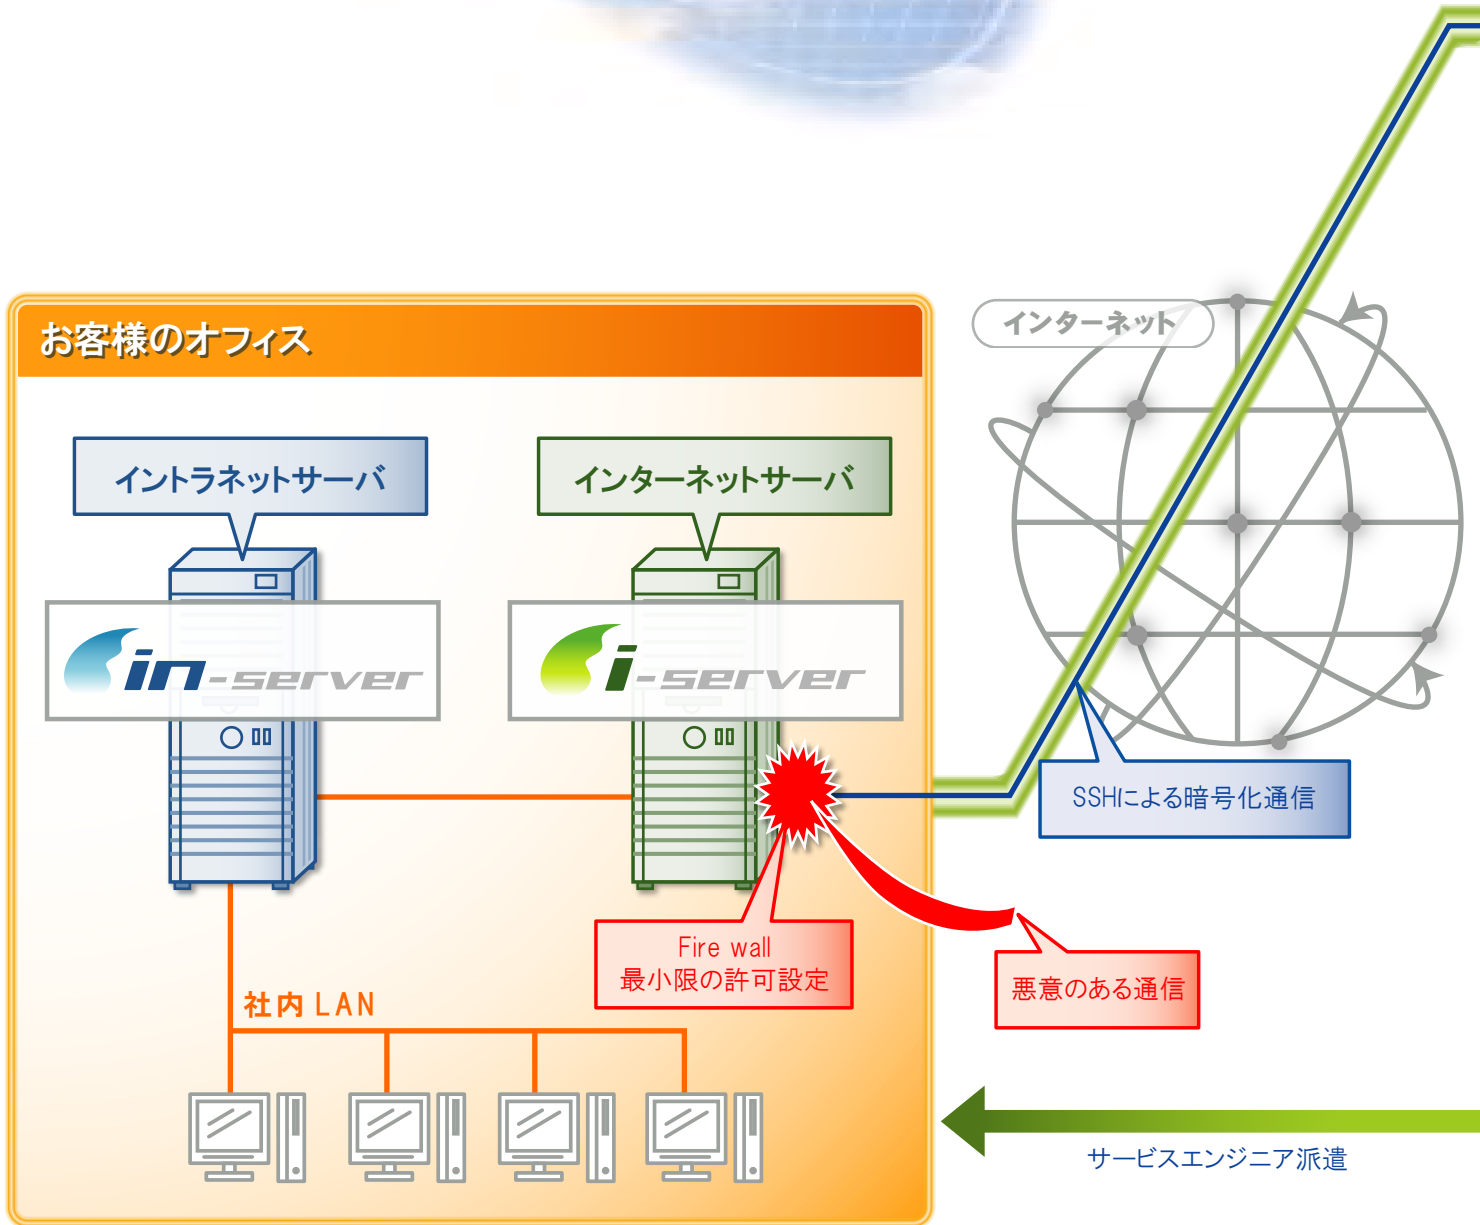 お客様のオフィス
インターネット
イントラネットサーバ
インターネットサーバ
in-server
i-server
SSHによる暗号化通信
Fire wall
最小限の許可設定
悪意のある通信
社内 LAN
サービスエンジニア派遣